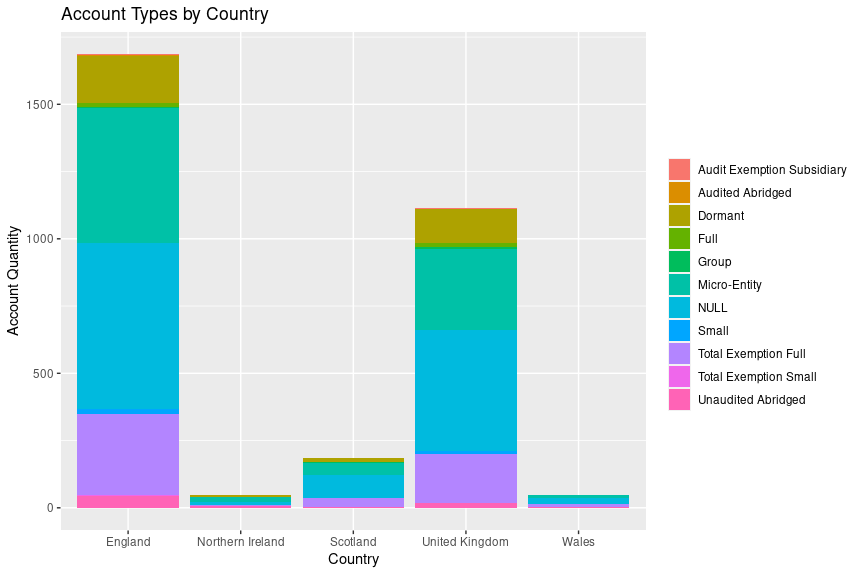 Account Types by Country
Account Quantity
1500
1000
500
0
England
Northern Ireland
Scotland
United Kingdom
Wales
Country
Audit Exemption Subsidiary
Audited Abridged
Dormant
Full
Group
Micro-Entity
NULL
Small
Total Exemption Full
Total Exemption Small
Unaudited Abridged